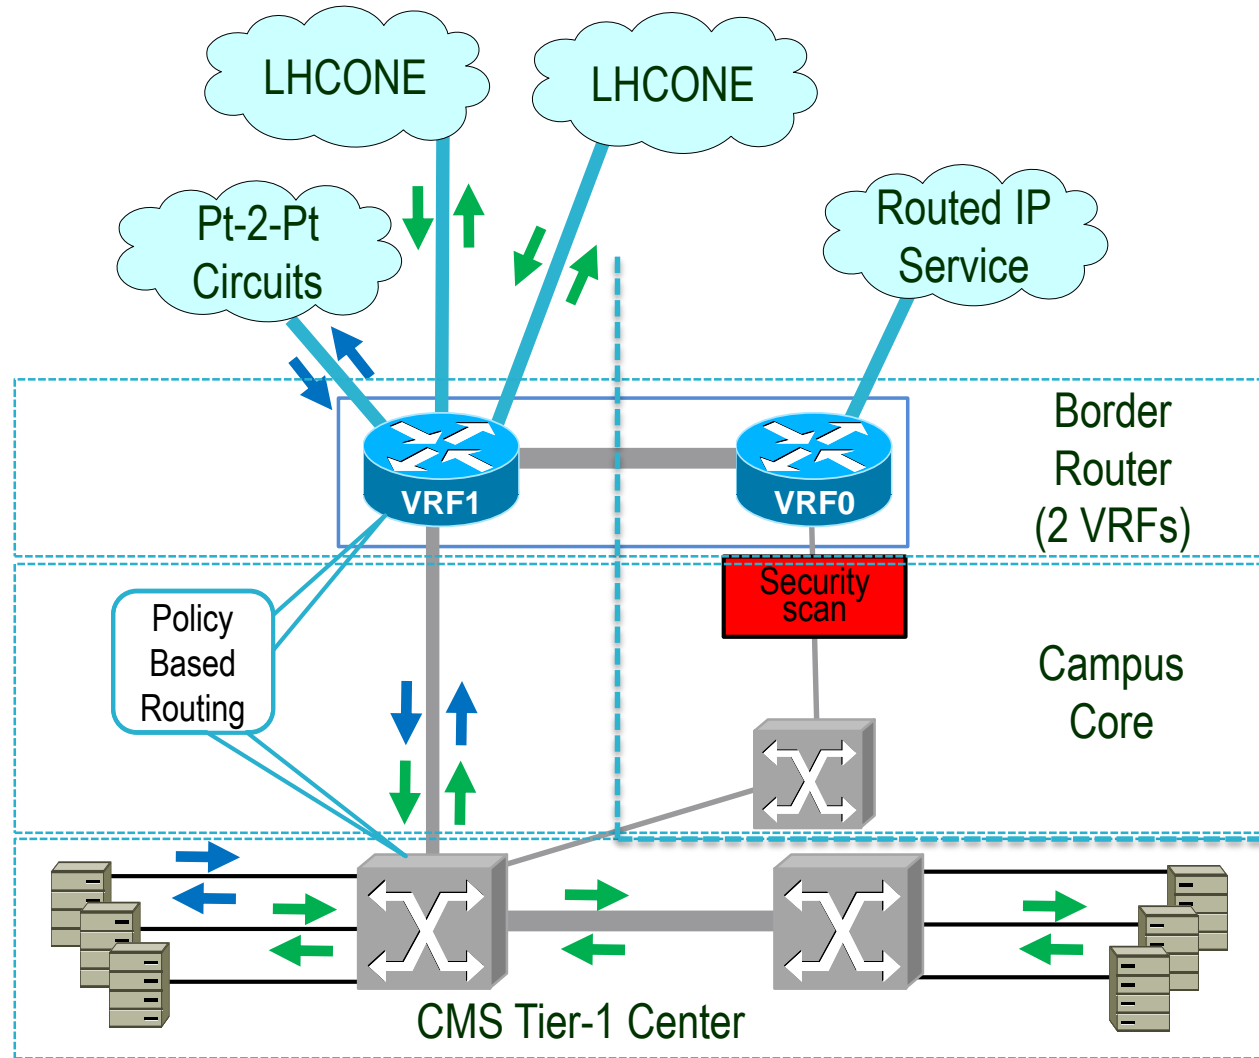 LHCONE
LHCONE
Pt-2-Pt
Circuits
Routed IP
Service
Border
Router
(2 VRFs)
VRF1
VRF0
Security
scan
Policy
Based
Routing
Campus
Core
CMS Tier-1 Center